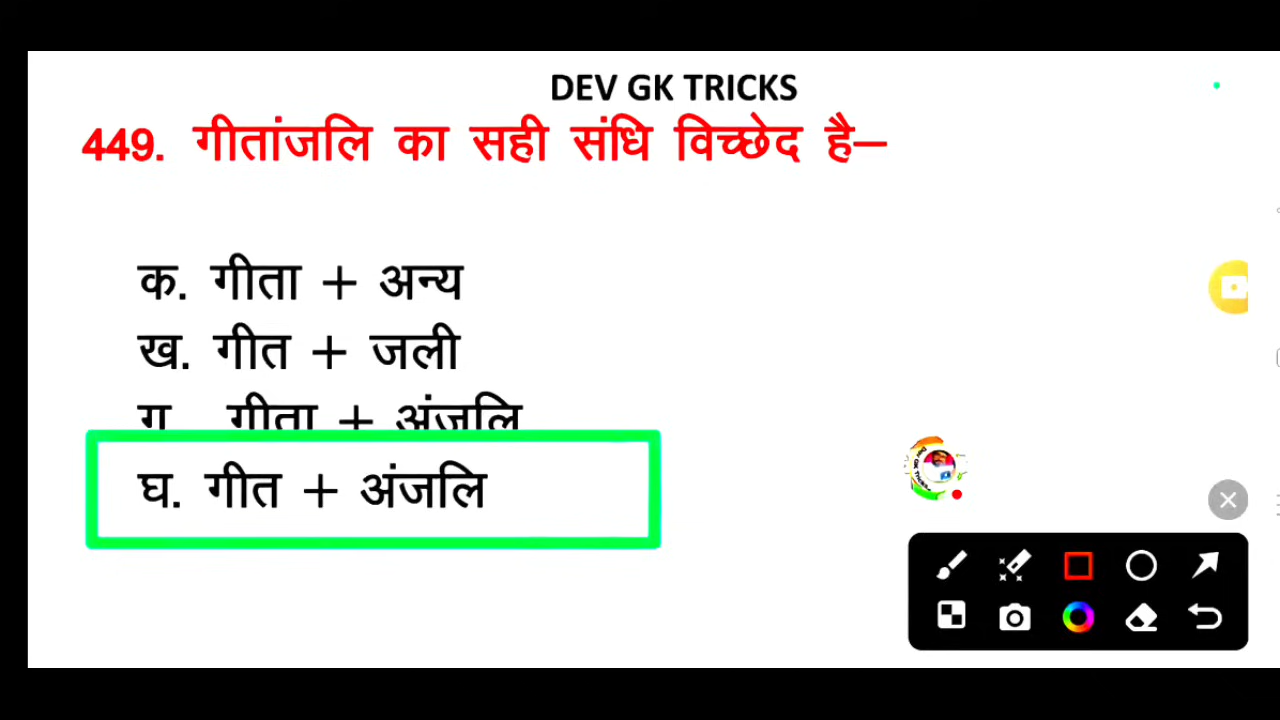 DEV GK TRICKS
449. गीतांजलि का सही संधि विच्छेद है–
क. गीता + अन्य
ख. गीत + जली
ग. गीता + अंजलि
घ. गीत + अंजलि